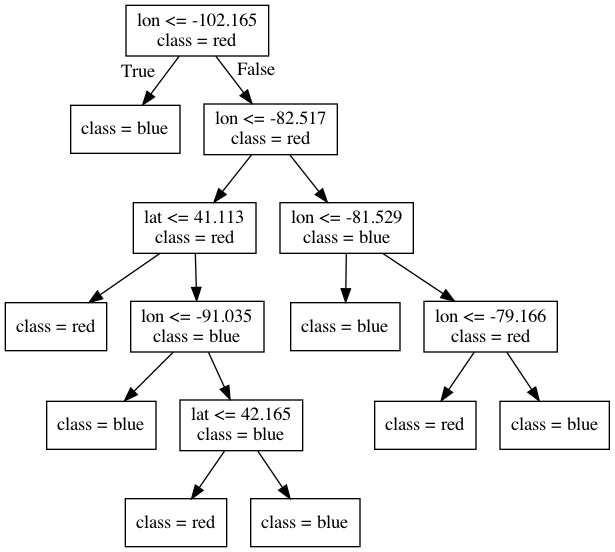 lon <= -102.165
class = red
True
False
class = blue
lon <= -82.517
class = red
lat <= 41.113
class = red
lon <= -81.529
class = blue
class = red
lon <= -91.035
class = blue
class = blue
lon <= -79.166
class = red
class = blue
lat <= 42.165
class = blue
class = red
class = blue
class = red
class = blue